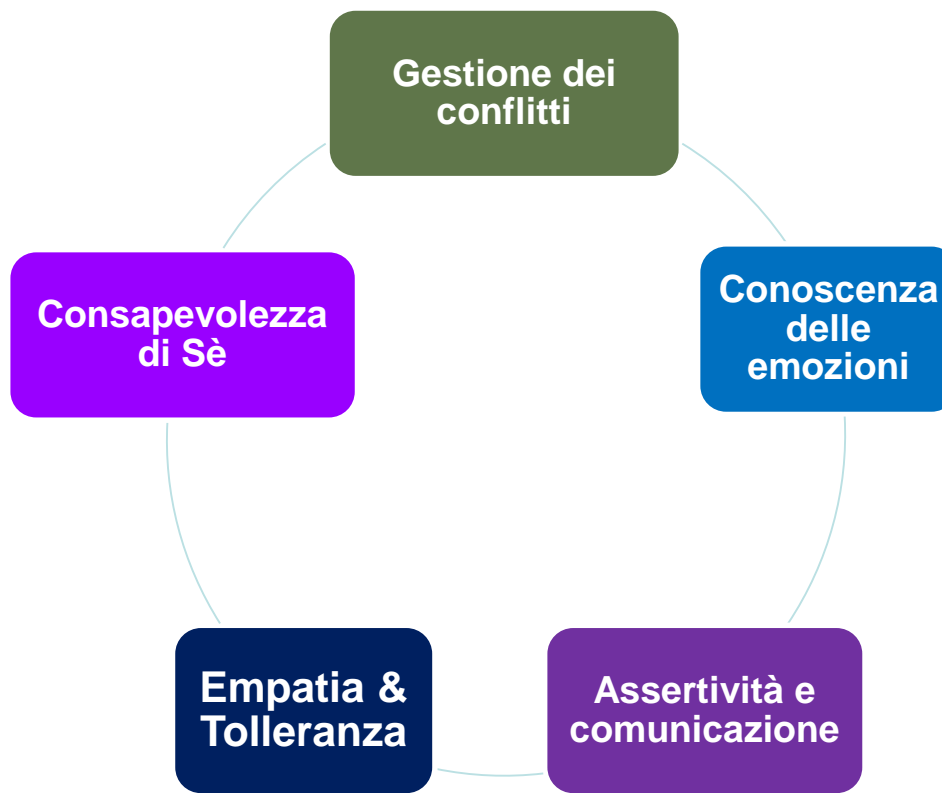 Gestione dei
conflitti
Conoscenza
delle
emozioni
Assertività e
comunicazione
Empatia &
Tolleranza
Consapevolezza
di Sè